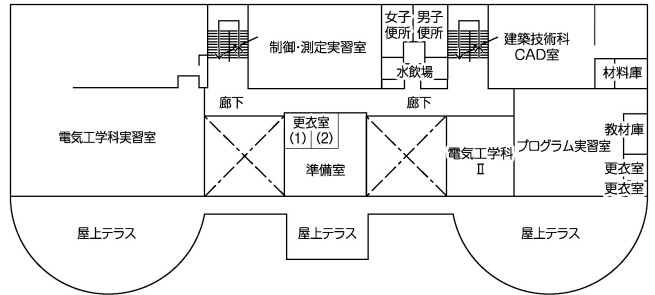 女子
便所
男子
便所
制御・測定実習室
建築技術科
CAD室
水飲場
材料庫
廊下
廊下
更衣室
(1) (2)
教材庫
電気工学科実習室
プログラム実習室
電気工学科
Ⅱ
準備室
更衣室
更衣室
屋上テラス
屋上テラス
屋上テラス